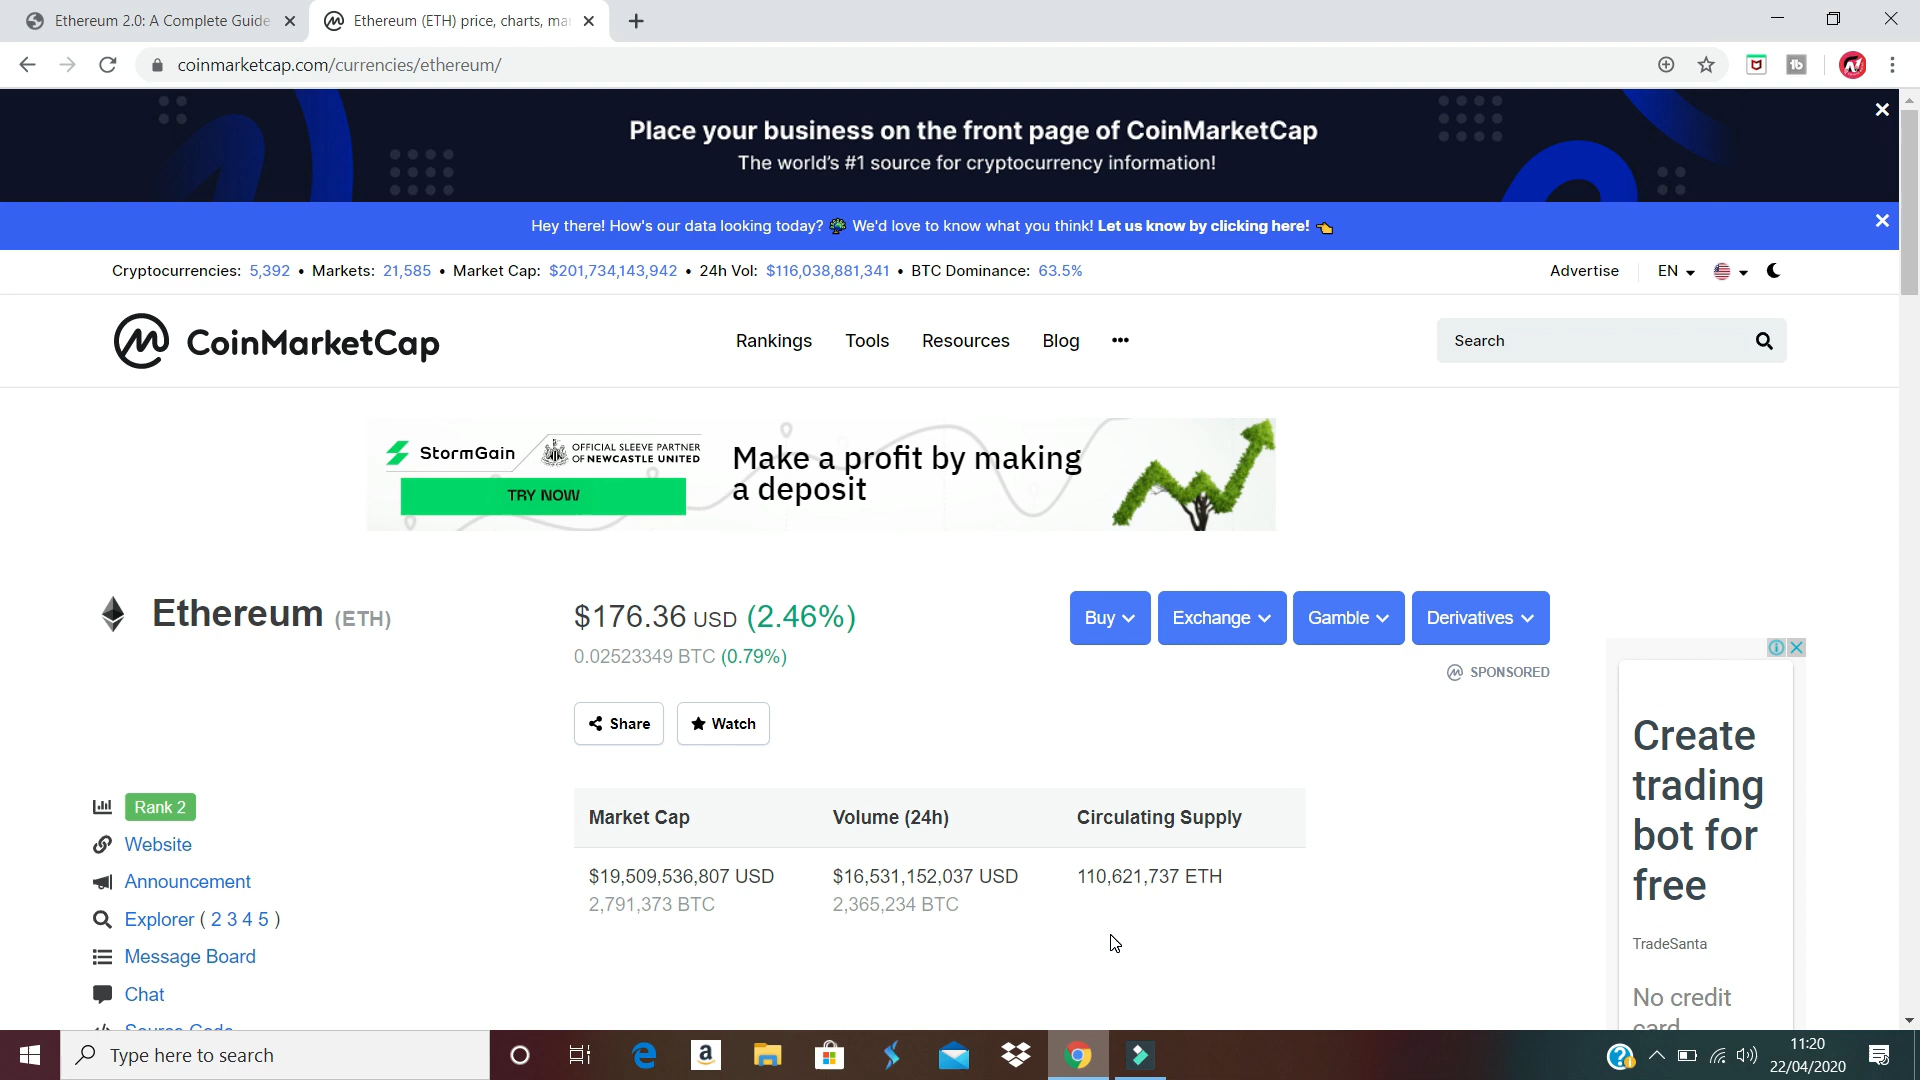 Ethereum 2.0: A Complete Guide
Ethereum (ETH) price, charts, ma
coinmarketcap.com/currencies/ethereum/
Place your business on the front page of CoinMarketCap
The world's #1 source for cryptocurrency information!
Hey there! How's our data looking today? 🥦 We'd love to know what you think! Let us know by clicking here! 👈
Cryptocurrencies: 5,392 • Markets: 21,585 • Market Cap: $201,734,143,942 • 24h Vol: $116,038,881,341 • BTC Dominance: 63.5%
Advertise EN
CoinMarketCap
Rankings Tools Resources Blog •••
Search
StormGain
OFFICIAL SLEEVE PARTNER
OF NEWCASTLE UNITED
TRY NOW
Make a profit by making
a deposit
Ethereum (ETH)
$176.36 USD (2.46%)
0.02523349 BTC (0.79%)
Buy Exchange Gamble Derivatives
SPONSORED
Share Watch
Rank 2
Website
Announcement
Explorer ( 2 3 4 5 )
Message Board
Chat
Source Code
Market Cap Volume (24h) Circulating Supply
$19,509,536,807 USD $16,531,152,037 USD 110,621,737 ETH
2,791,373 BTC 2,365,234 BTC
Create
trading
bot for
free
TradeSanta
No credit
card
Type here to search
11:20
22/04/2020